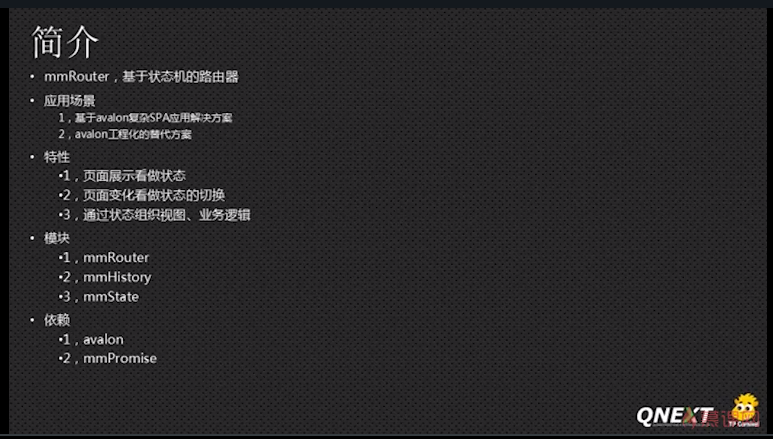 简介
• mmRouter，基于状态机的路由器
• 应用场景
1，基于avalon复杂SPA应用解决方案
2，avalon工程化的替代方案
• 特性
•1，页面展示看做状态
•2，页面变化看做状态的切换
•3，通过状态组织视图、业务逻辑
• 模块
•1，mmRouter
•2，mmHistory
•3，mmState
• 依赖
•1，avalon
•2，mmPromise
QNEXT
慕课网